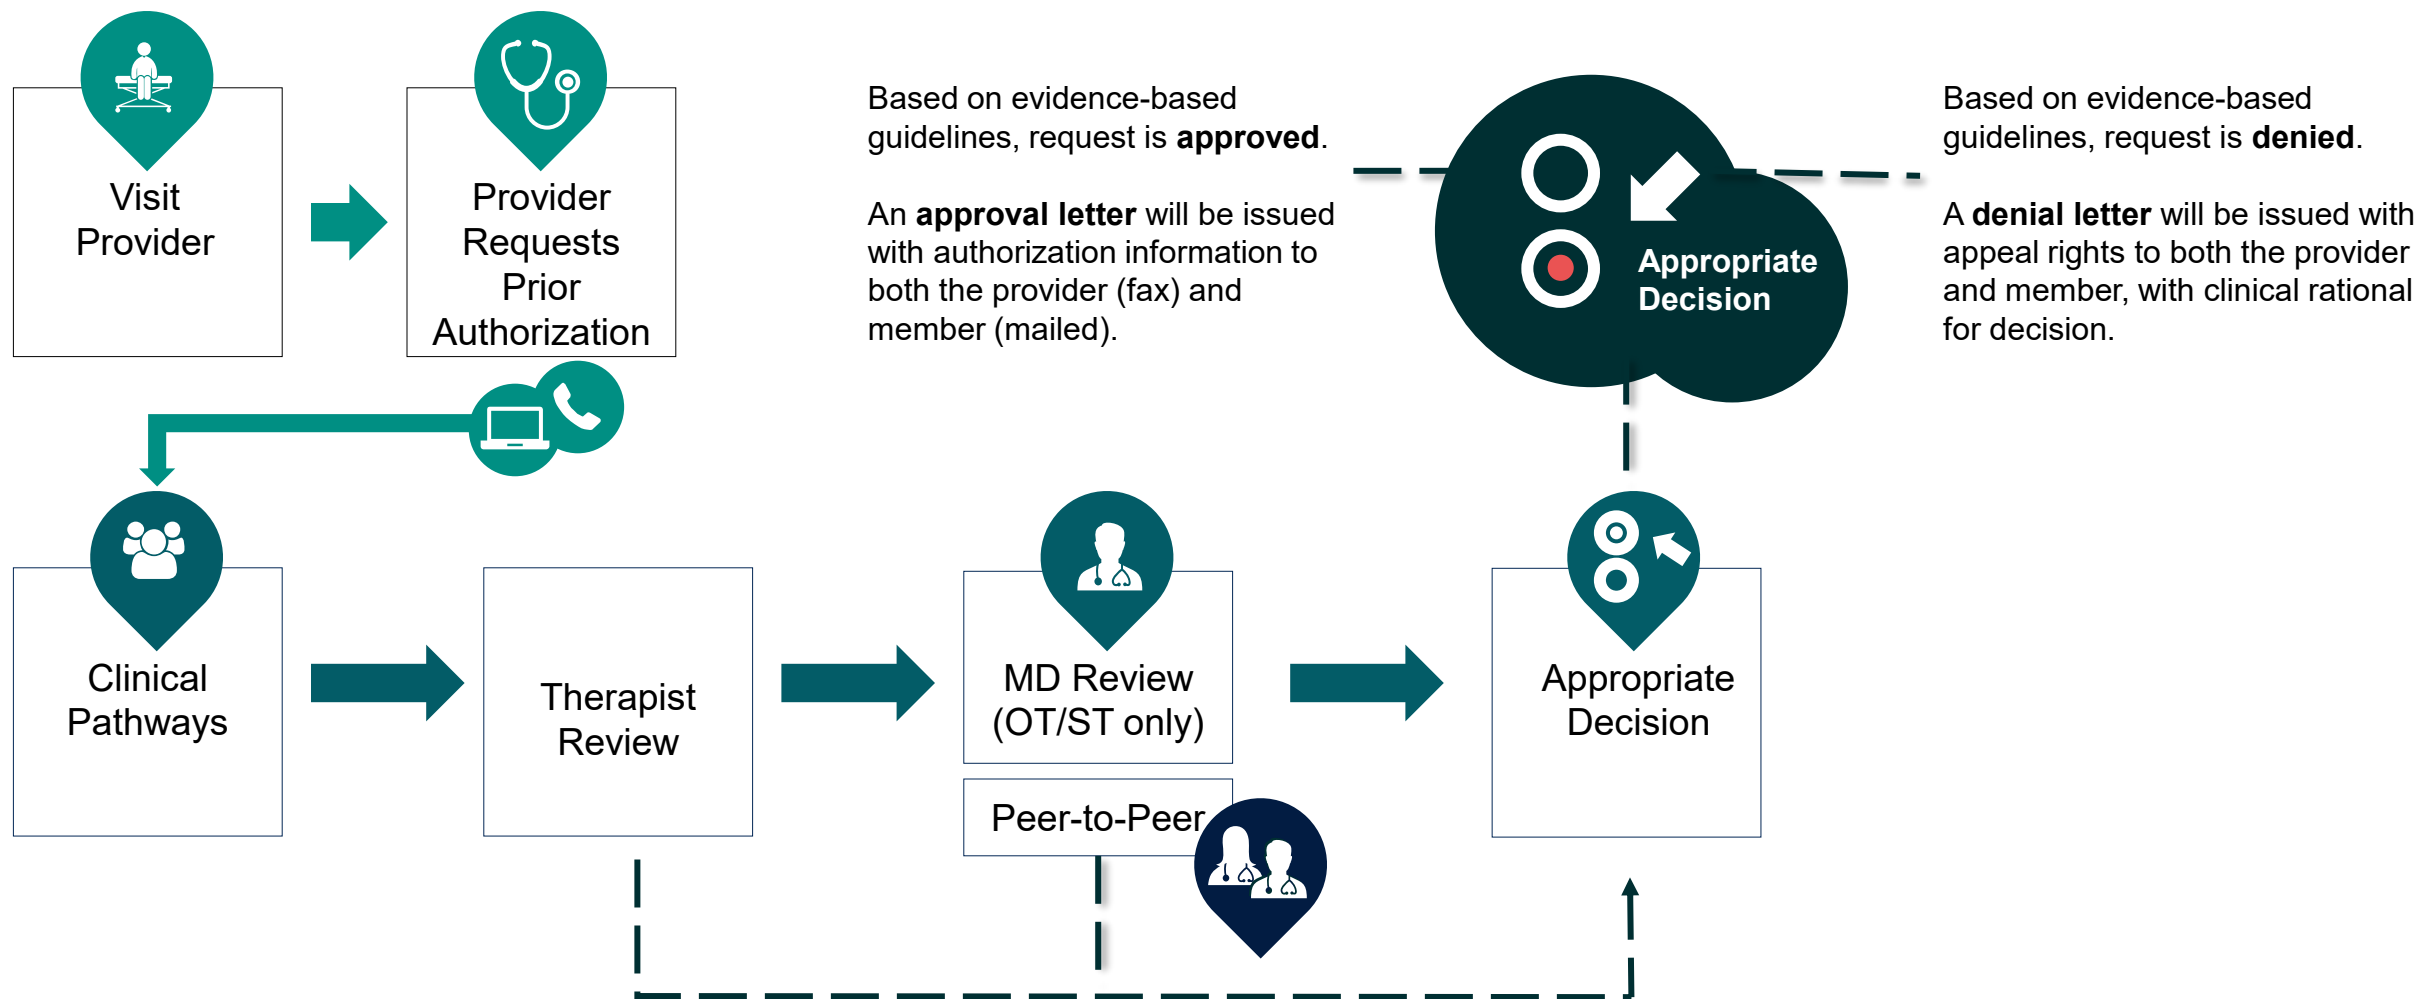 Visit
Provider
Provider
Requests
Prior
Authorization
Based on evidence-based
guidelines, request is approved.
An approval letter will be issued
with authorization information to
both the provider (fax) and
member (mailed).
Appropriate
Decision
Based on evidence-based
guidelines, request is denied.
A denial letter will be issued with
appeal rights to both the provider
and member, with clinical rational
for decision.
Clinical
Pathways
Therapist
Review
MD Review
(OT/ST only)
Peer-to-Peer
Appropriate
Decision